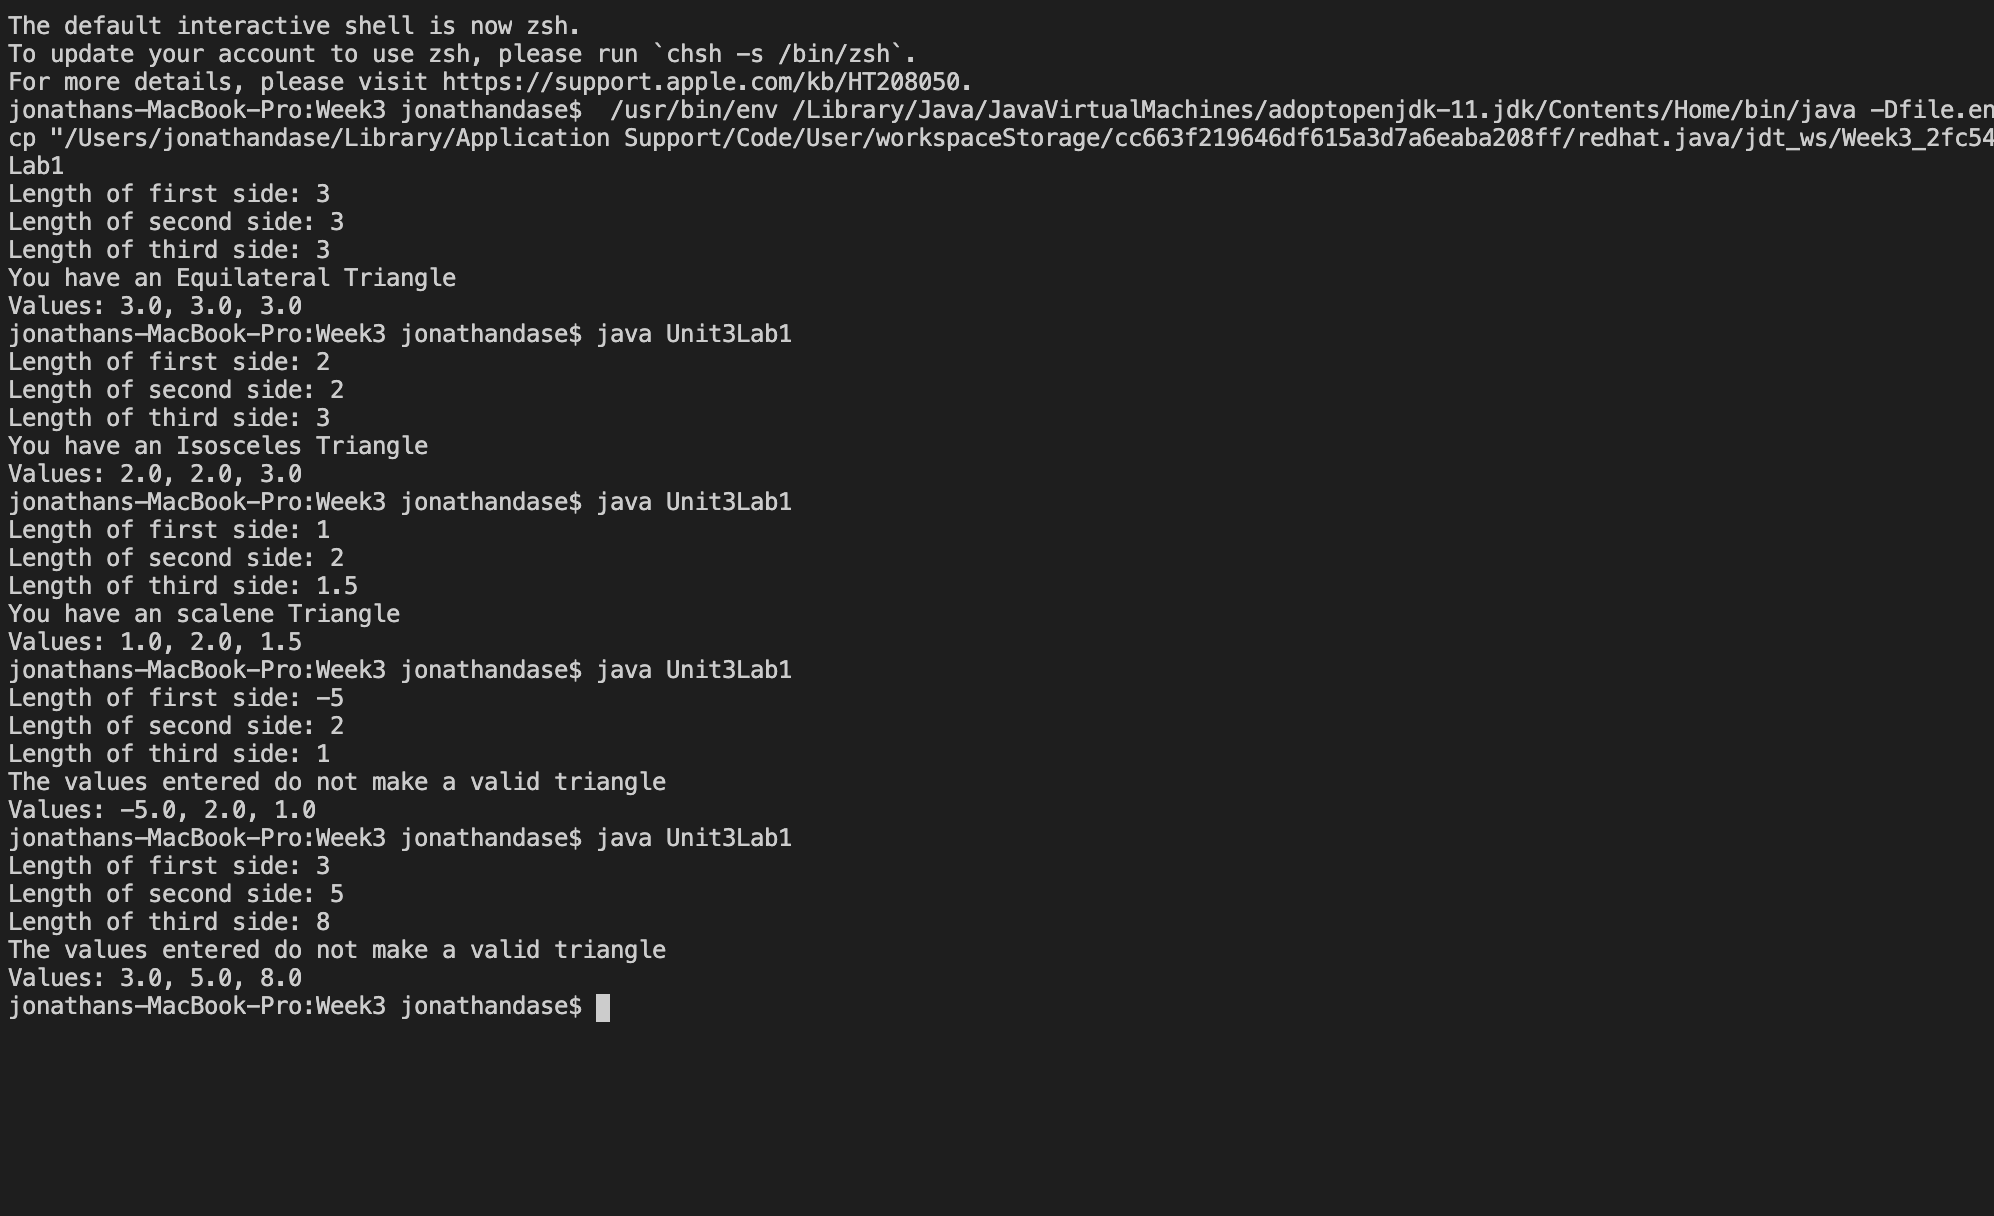 The default interactive shell is now zsh.
To update your account to use zsh, please run `chsh -s /bin/zsh`.
For more details, please visit https://support.apple.com/kb/HT208050.
jonathans-MacBook-Pro:Week3 jonathandase$  /usr/bin/env /Library/Java/JavaVirtualMachines/adoptopenjdk-11.jdk/Contents/Home/bin/java -Dfile.en
cp "/Users/jonathandase/Library/Application Support/Code/User/workspaceStorage/cc663f219646df615a3d7a6eaba208ff/redhat.java/jdt_ws/Week3_2fc54
Lab1
Length of first side: 3
Length of second side: 3
Length of third side: 3
You have an Equilateral Triangle
Values: 3.0, 3.0, 3.0
jonathans-MacBook-Pro:Week3 jonathandase$ java Unit3Lab1
Length of first side: 2
Length of second side: 2
Length of third side: 3
You have an Isosceles Triangle
Values: 2.0, 2.0, 3.0
jonathans-MacBook-Pro:Week3 jonathandase$ java Unit3Lab1
Length of first side: 1
Length of second side: 2
Length of third side: 1.5
You have an scalene Triangle
Values: 1.0, 2.0, 1.5
jonathans-MacBook-Pro:Week3 jonathandase$ java Unit3Lab1
Length of first side: -5
Length of second side: 2
Length of third side: 1
The values entered do not make a valid triangle
Values: -5.0, 2.0, 1.0
jonathans-MacBook-Pro:Week3 jonathandase$ java Unit3Lab1
Length of first side: 3
Length of second side: 5
Length of third side: 8
The values entered do not make a valid triangle
Values: 3.0, 5.0, 8.0
jonathans-MacBook-Pro:Week3 jonathandase$